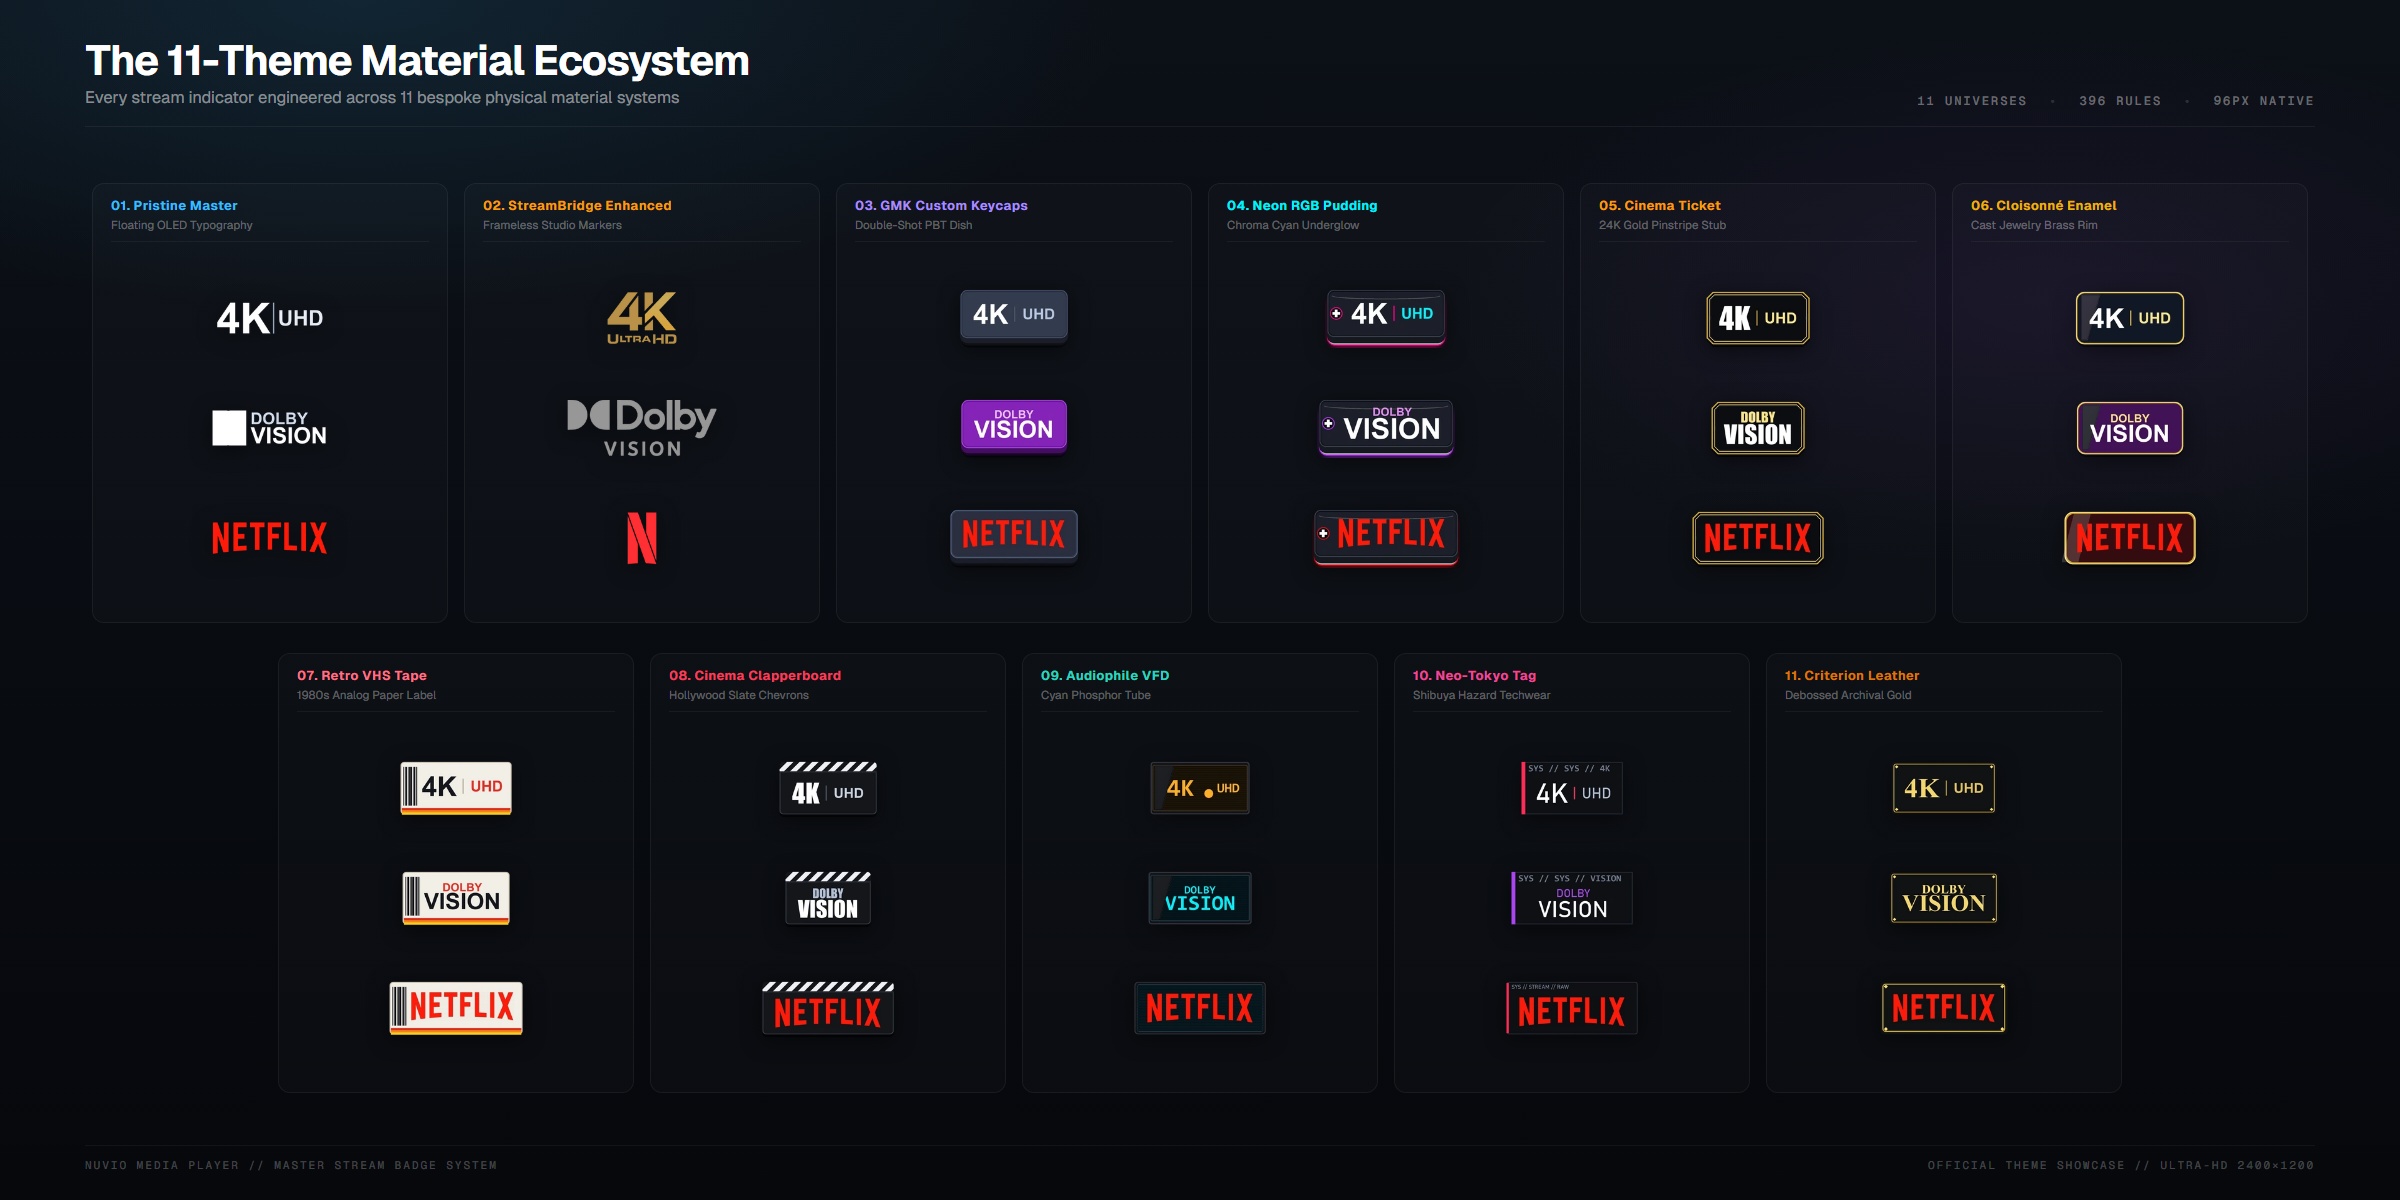 The 11-Theme Material Ecosystem
Every stream indicator engineered across 11 bespoke physical material systems
11 UNIVERSES • 396 RULES • 96PX NATIVE
01. Pristine Master
Floating OLED Typography
4K|UHD
DOLBY
VISION
NETFLIX
02. StreamBridge Enhanced
Frameless Studio Markers
4K
ULTRA HD
Dolby
VISION
N
03. GMK Custom Keycaps
Double-Shot PBT Dish
4K | UHD
DOLBY
VISION
NETFLIX
04. Neon RGB Pudding
Chroma Cyan Underglow
4K | UHD
DOLBY
VISION
NETFLIX
05. Cinema Ticket
24K Gold Pinstripe Stub
4K | UHD
DOLBY
VISION
NETFLIX
06. Cloisonné Enamel
Cast Jewelry Brass Rim
4K | UHD
DOLBY
VISION
NETFLIX
07. Retro VHS Tape
1980s Analog Paper Label
4K | UHD
DOLBY
VISION
NETFLIX
08. Cinema Clapperboard
Hollywood Slate Chevrons
4K | UHD
DOLBY
VISION
NETFLIX
09. Audiophile VFD
Cyan Phosphor Tube
4K UHD
DOLBY
VISION
NETFLIX
10. Neo-Tokyo Tag
Shibuya Hazard Techwear
SYS // SYS // 4K
4K | UHD
SYS // SYS // VISION
DOLBY
VISION
SYS // STREAM // RAW
NETFLIX
11. Criterion Leather
Debossed Archival Gold
4K | UHD
DOLBY
VISION
NETFLIX
NUVIO MEDIA PLAYER // MASTER STREAM BADGE SYSTEM
OFFICIAL THEME SHOWCASE // ULTRA-HD 2400×1200